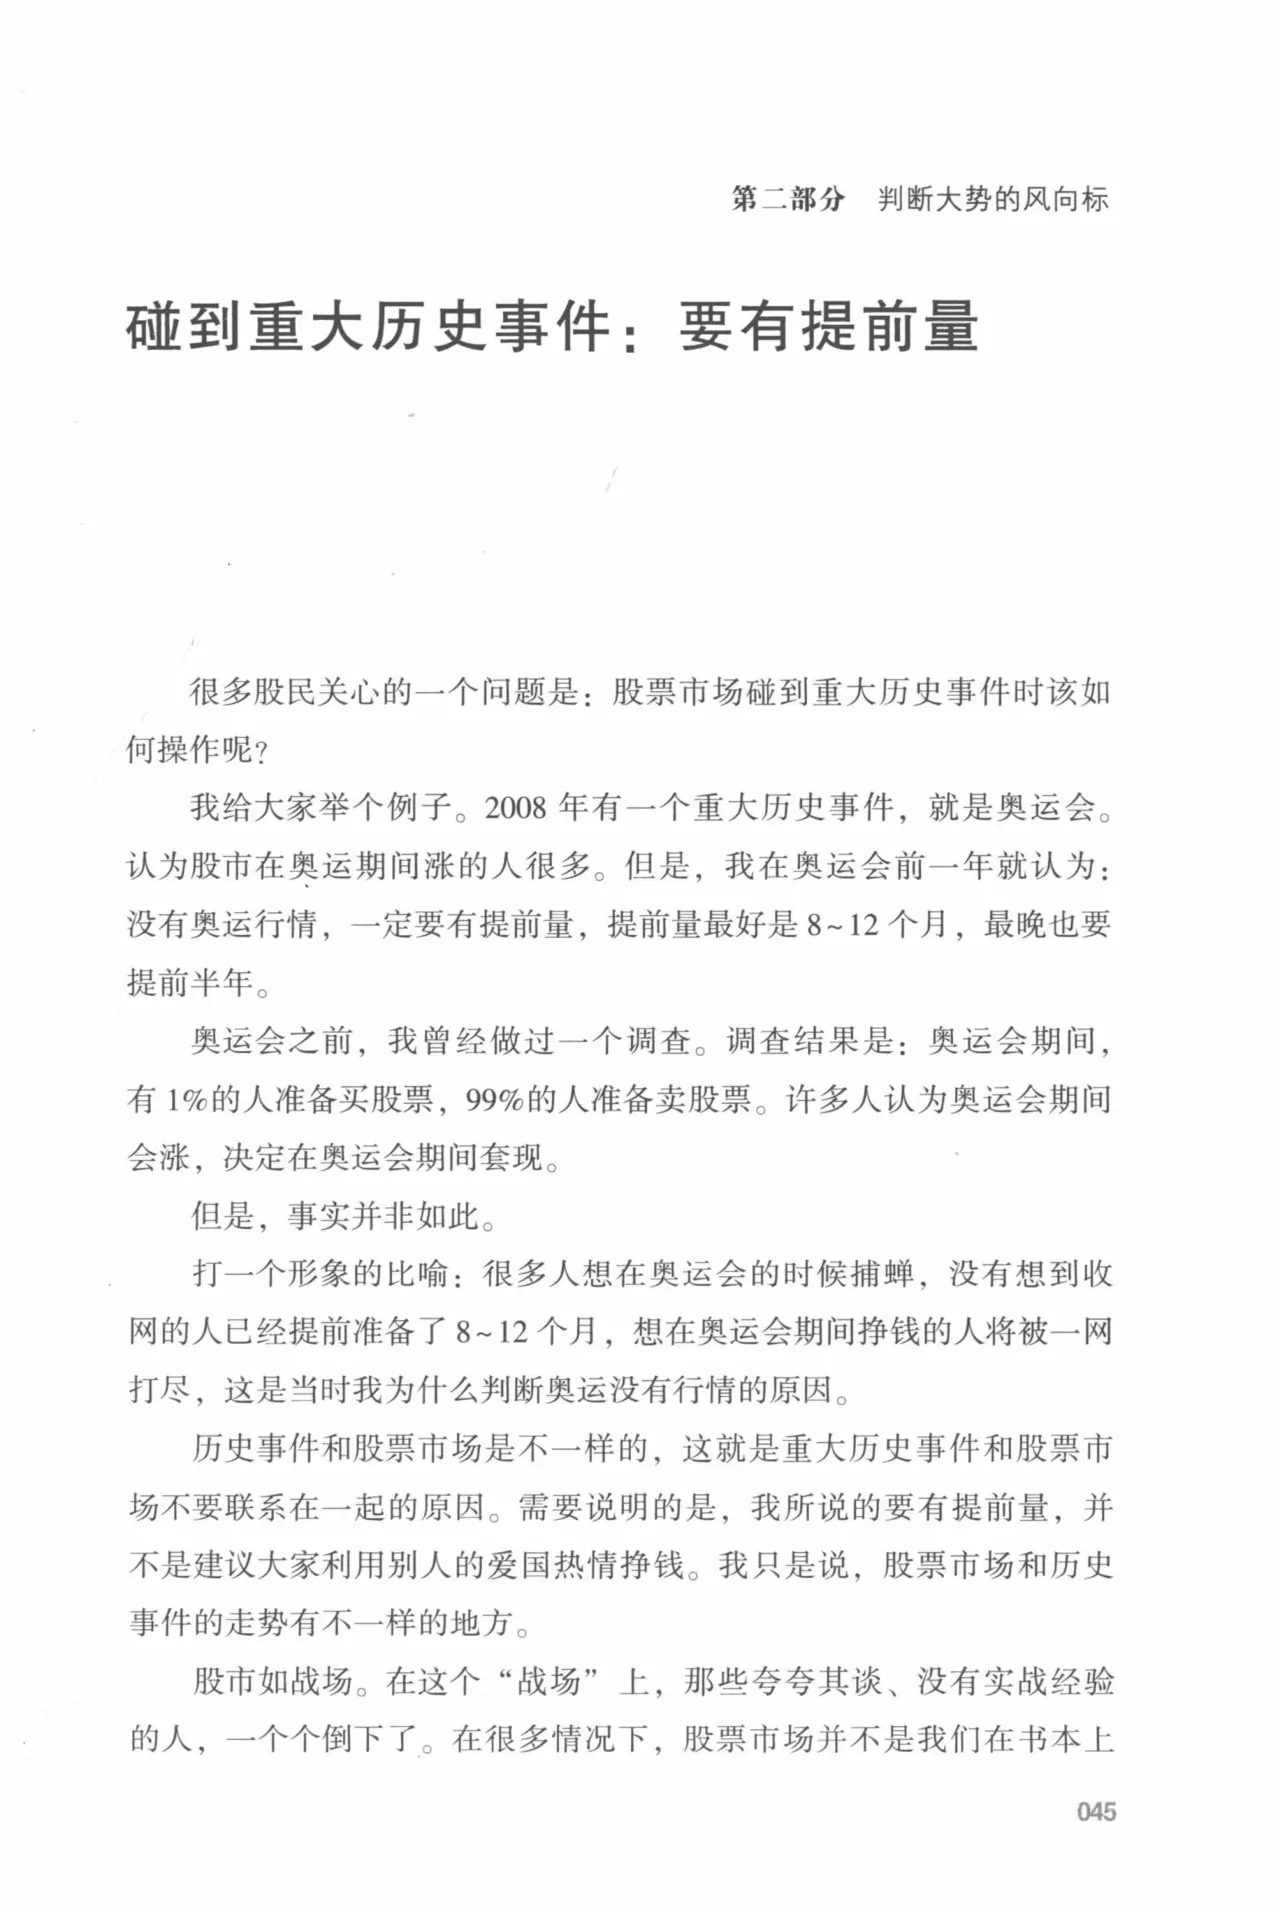 第二部分 判断大势的风向标
碰到重大历史事件：要有提前量
很多股民关心的一个问题是：股票市场碰到重大历史事件时该如
何操作呢？
我给大家举个例子。2008 年有一个重大历史事件，就是奥运会。
认为股市在奥运期间涨的人很多。但是，我在奥运会前一年就认为：
没有奥运行情，一定要有提前量，提前量最好是 8~12 个月，最晚也要
提前半年。
奥运会之前，我曾经做过一个调查。调查结果是：奥运会期间，
有 1%的人准备买股票，99%的人准备卖股票。许多人认为奥运会期间
会涨，决定在奥运会期间套现。
但是，事实并非如此。
打一个形象的比喻：很多人想在奥运会的时候捕蝉，没有想到收
网的人已经提前准备了 8~12 个月，想在奥运会期间挣钱的人将被一网
打尽，这是当时我为什么判断奥运没有行情的原因。
历史事件和股票市场是不一样的，这就是重大历史事件和股票市
场不要联系在一起的原因。需要说明的是，我所说的要有提前量，并
不是建议大家利用别人的爱国热情挣钱。我只是说，股票市场和历史
事件的走势有不一样的地方。
股市如战场。在这个“战场”上，那些夸夸其谈、没有实战经验
的人，一个个倒下了。在很多情况下，股票市场并不是我们在书本上
045